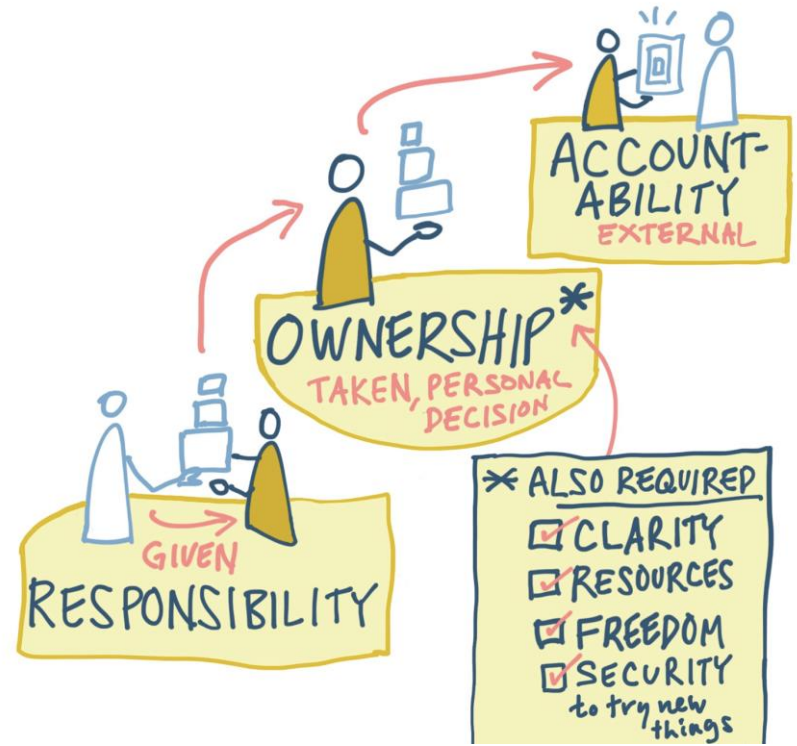 ACCOUNT-
ABILITY
EXTERNAL
OWNERSHIP*
TAKEN, PERSONAL
DECISION
GIVEN
RESPONSIBILITY
* ALSO REQUIRED
CLARITY
RESOURCES
FREEDOM
SECURITY
to try new
things